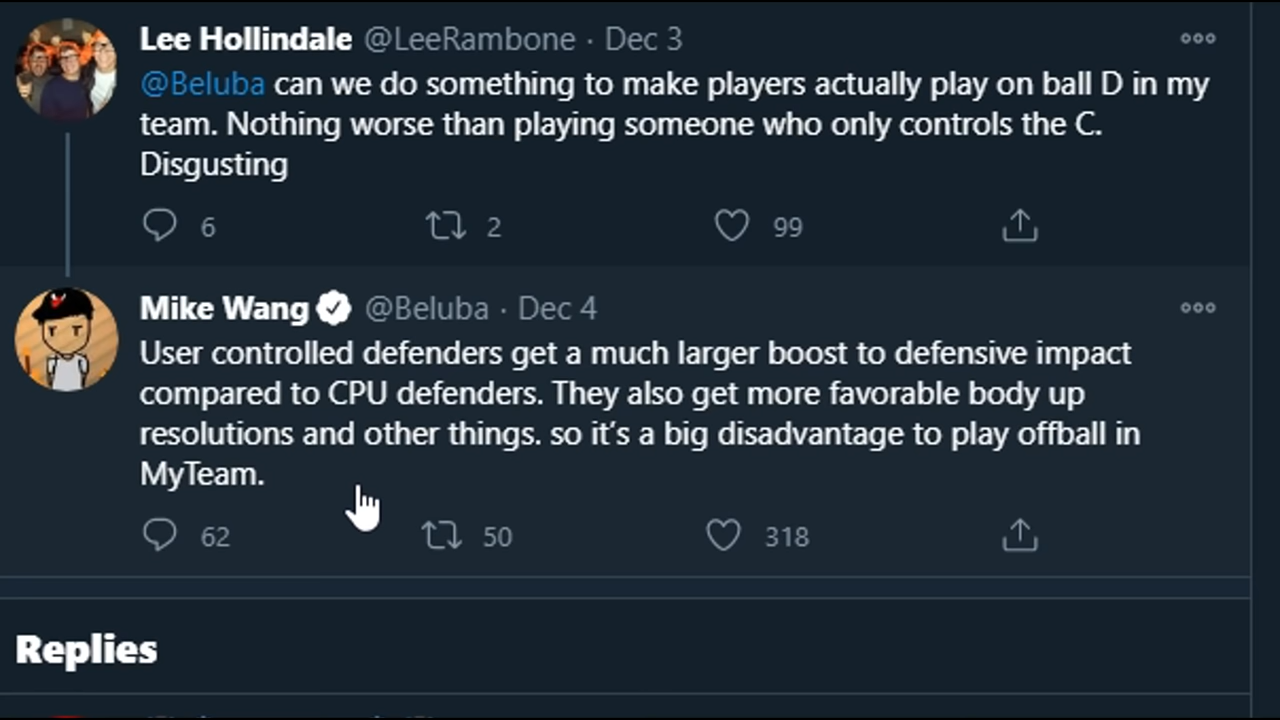 Lee Hollindale @LeeRambone · Dec 3
@Beluba can we do something to make players actually play on ball D in my
team. Nothing worse than playing someone who only controls the C.
Disgusting
6 2 99
Mike Wang @Beluba · Dec 4
User controlled defenders get a much larger boost to defensive impact
compared to CPU defenders. They also get more favorable body up
resolutions and other things. so it’s a big disadvantage to play offball in
MyTeam.
62 50 318
Replies